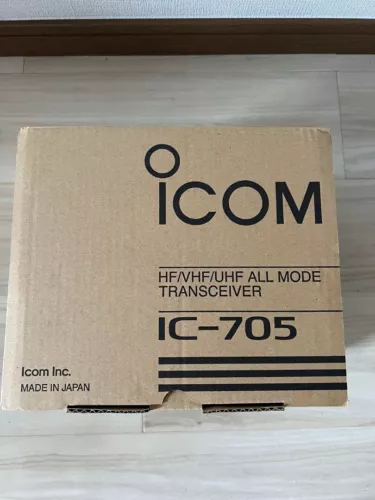 ICOM
HF/VHF/UHF ALL MODE
TRANSCEIVER
IC-705
Icom Inc.
MADE IN JAPAN